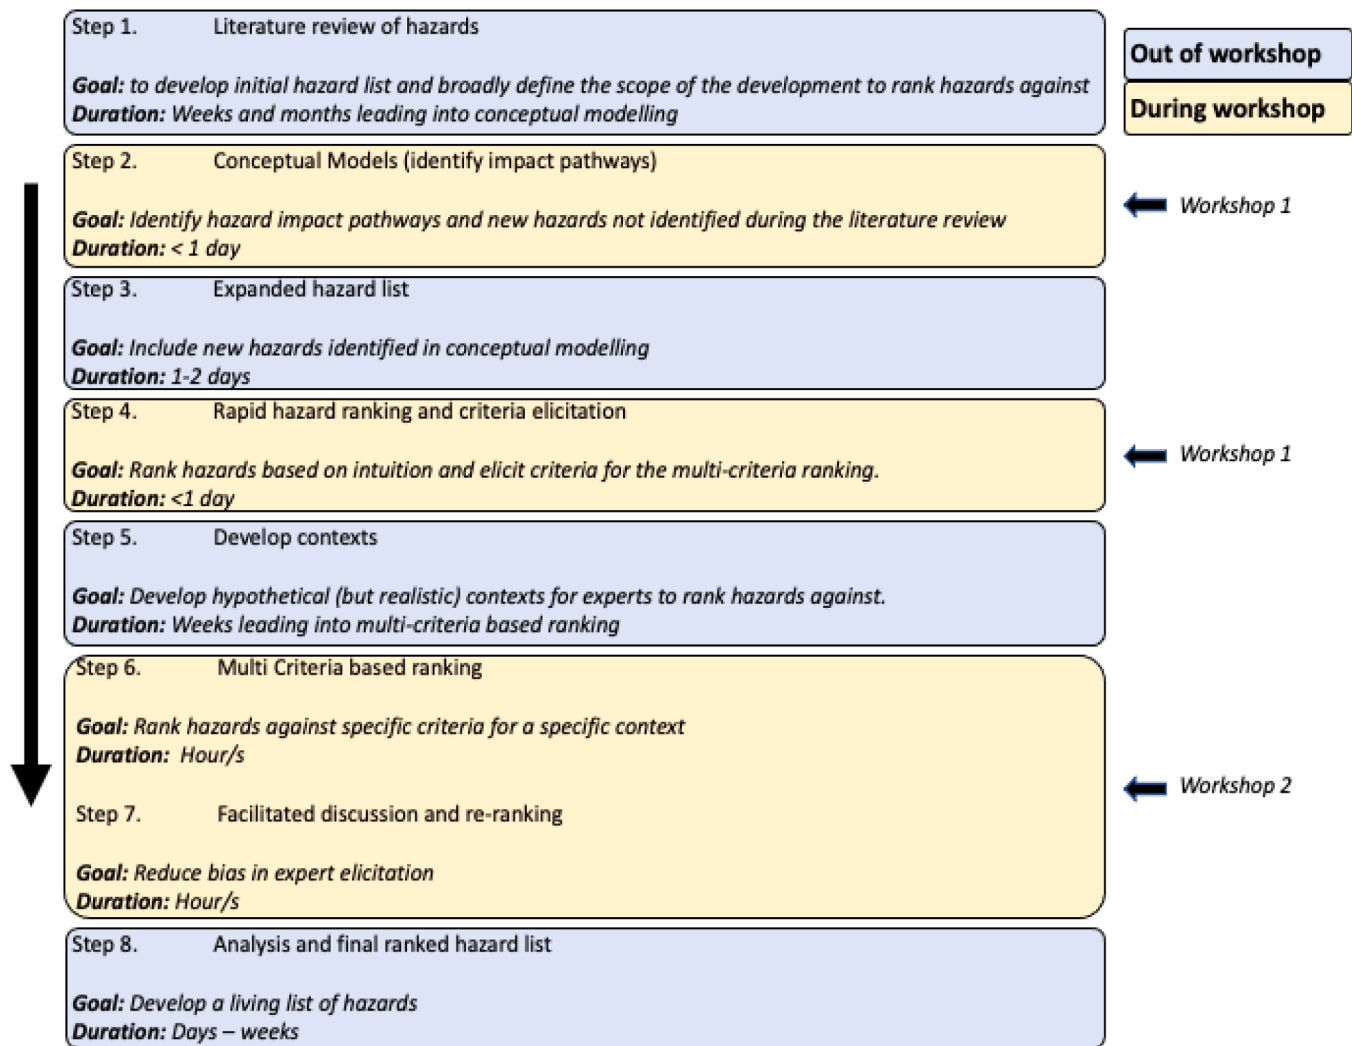 Step 1. Literature review of hazards
Goal: to develop initial hazard list and broadly define the scope of the development to rank hazards against
Duration: Weeks and months leading into conceptual modelling
Out of workshop
During workshop
Step 2. Conceptual Models (identify impact pathways)
Goal: Identify hazard impact pathways and new hazards not identified during the literature review
Duration: < 1 day
Workshop 1
Step 3. Expanded hazard list
Goal: Include new hazards identified in conceptual modelling
Duration: 1-2 days
Step 4. Rapid hazard ranking and criteria elicitation
Goal: Rank hazards based on intuition and elicit criteria for the multi-criteria ranking.
Duration: <1 day
Workshop 1
Step 5. Develop contexts
Goal: Develop hypothetical (but realistic) contexts for experts to rank hazards against.
Duration: Weeks leading into multi-criteria based ranking
Step 6. Multi Criteria based ranking
Goal: Rank hazards against specific criteria for a specific context
Duration: Hour/s
Step 7. Facilitated discussion and re-ranking
Goal: Reduce bias in expert elicitation
Duration: Hour/s
Workshop 2
Step 8. Analysis and final ranked hazard list
Goal: Develop a living list of hazards
Duration: Days – weeks